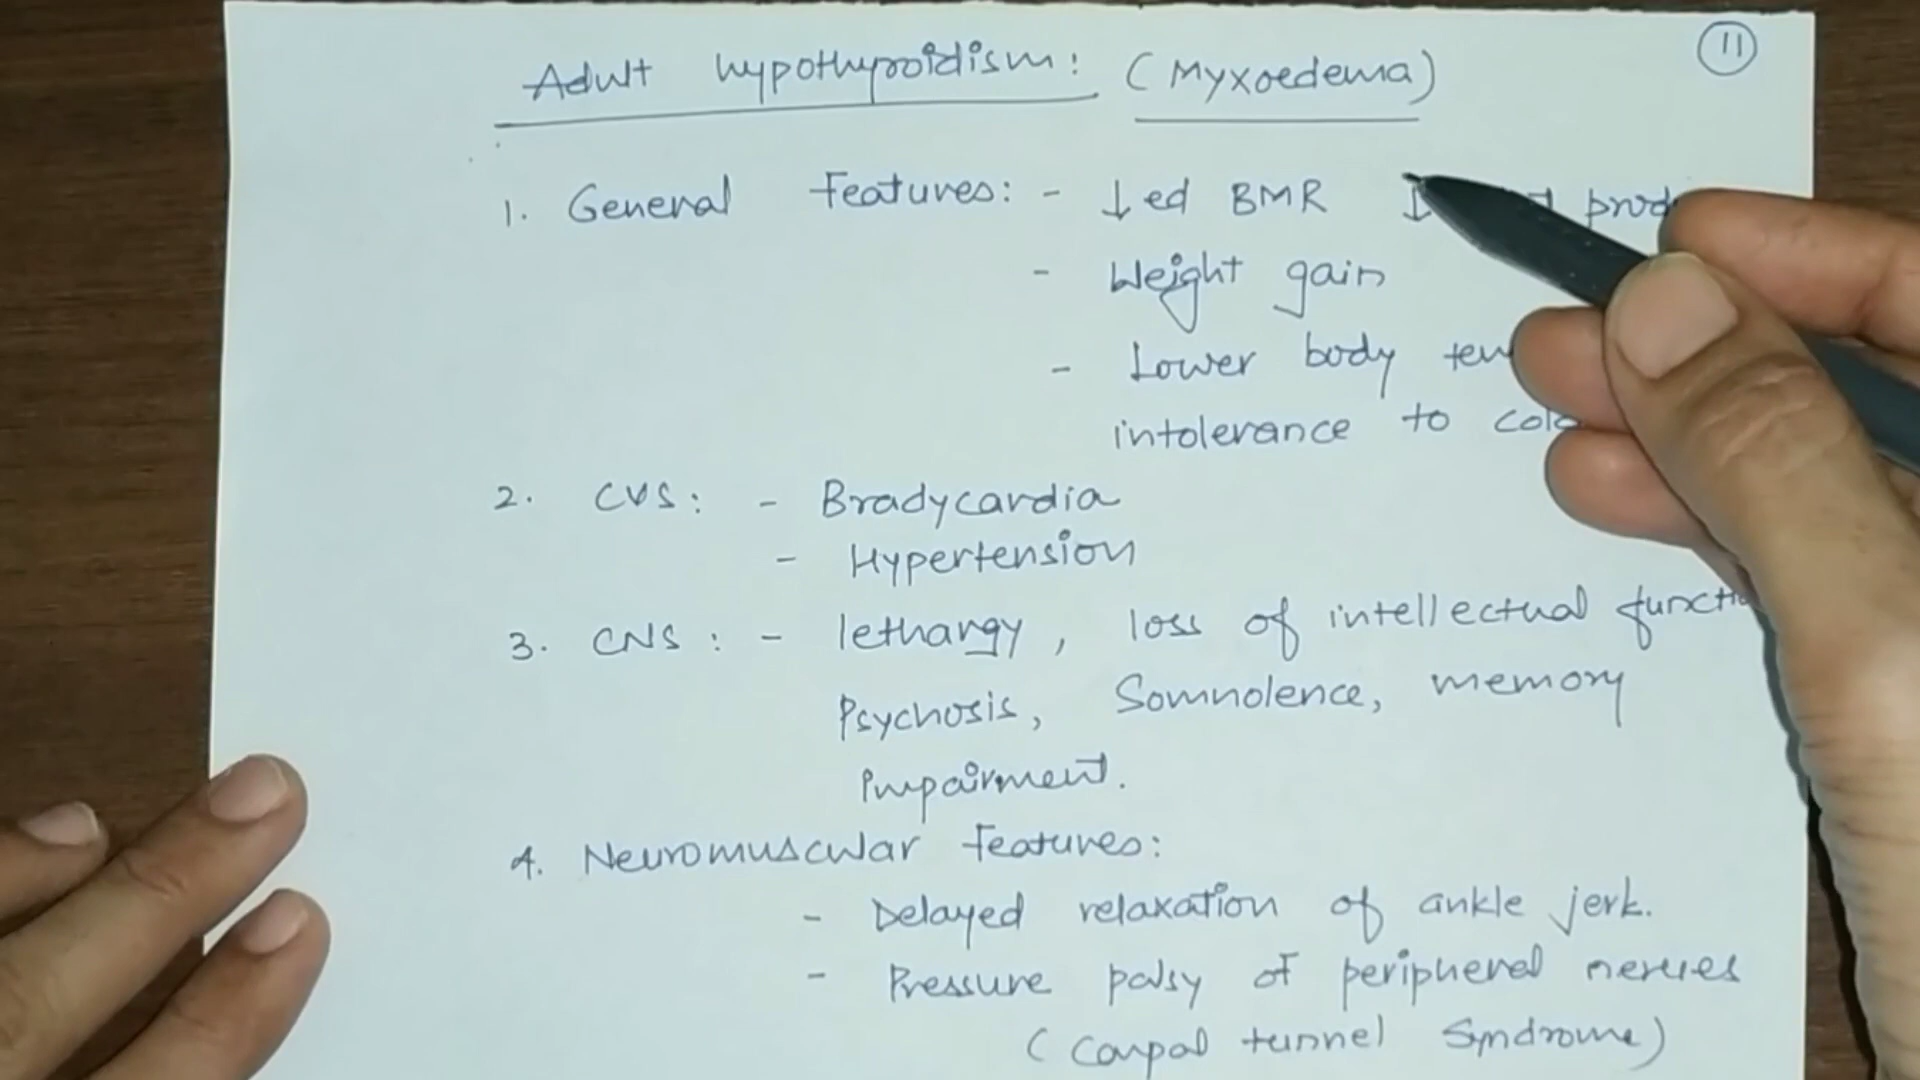 11
Adult hypothyroidism: (Myxoedema)
1. General Features: - ↓ed BMR
- Weight gain
- Lower body
intolerance to
2. CVS: - Bradycardia
- Hypertension
3. CNS: - lethargy, loss of intellectual
Psychosis, Somnolence, memory
impairment.
4. Neuromuscular Features:
- Delayed relaxation of ankle jerk.
- Pressure palsy of peripheral nerves
(Carpal tunnel Syndrome)